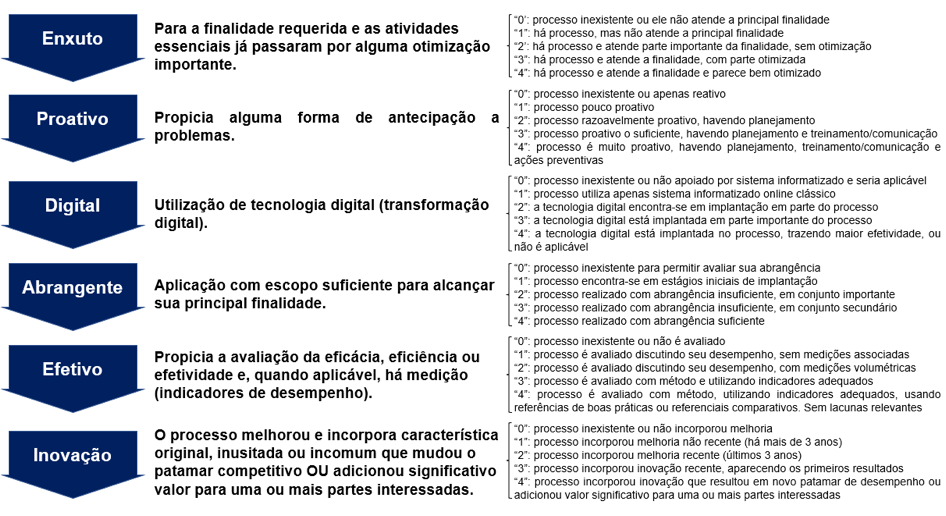 Enxuto
Para a finalidade requerida e as atividades
essenciais já passaram por alguma otimização
importante.
“0’: processo inexistente ou ele não atende a principal finalidade
“1”: há processo, mas não atende a principal finalidade
“2’: há processo e atende parte importante da finalidade, sem otimização
“3”: há processo e atende a finalidade, com parte otimizada
“4”: há processo e atende a finalidade e parece bem otimizado
Proativo
Propicia alguma forma de antecipação a
problemas.
“0”: processo inexistente ou apenas reativo
“1”: processo pouco proativo
“2”: processo razoavelmente proativo, havendo planejamento
“3”: processo proativo o suficiente, havendo planejamento e treinamento/comunicação
“4”: processo é muito proativo, havendo planejamento, treinamento/comunicação e
ações preventivas
Digital
Utilização de tecnologia digital (transformação
digital).
“0”: processo inexistente ou não apoiado por sistema informatizado e seria aplicável
“1”: processo utiliza apenas sistema informatizado online clássico
“2”: a tecnologia digital encontra-se em implantação em parte do processo
“3”: a tecnologia digital está implantada em parte importante do processo
“4”: a tecnologia digital está implantada no processo, trazendo maior efetividade, ou
não é aplicável
Abrangente
Aplicação com escopo suficiente para alcançar
sua principal finalidade.
“0”: processo inexistente para permitir avaliar sua abrangência
“1”: processo encontra-se em estágios iniciais de implantação
“2”: processo realizado com abrangência insuficiente, em conjunto importante
“3”: processo realizado com abrangência insuficiente, em conjunto secundário
“4”: processo realizado com abrangência suficiente
Efetivo
Propicia a avaliação da eficácia, eficiência ou
efetividade e, quando aplicável, há medição
(indicadores de desempenho).
“0”: processo inexistente ou não é avaliado
“1”: processo é avaliado discutindo seu desempenho, sem medições associadas
“2”: processo é avaliado discutindo seu desempenho, com medições volumétricas
“3”: processo é avaliado com método e utilizando indicadores adequados
“4”: processo é avaliado com método, utilizando indicadores adequados, usando
referências de boas práticas ou referenciais comparativos. Sem lacunas relevantes
Inovação
O processo melhorou e incorpora característica
original, inusitada ou incomum que mudou o
patamar competitivo OU adicionou significativo
valor para uma ou mais partes interessadas.
“0”: processo inexistente ou não incorporou melhoria
“1”: processo incorporou melhoria não recente (há mais de 3 anos)
“2”: processo incorporou melhoria recente (últimos 3 anos)
“3”: processo incorporou inovação recente, aparecendo os primeiros resultados
“4”: processo incorporou inovação que resultou em novo patamar de desempenho ou
adicionou valor significativo para uma ou mais partes interessadas